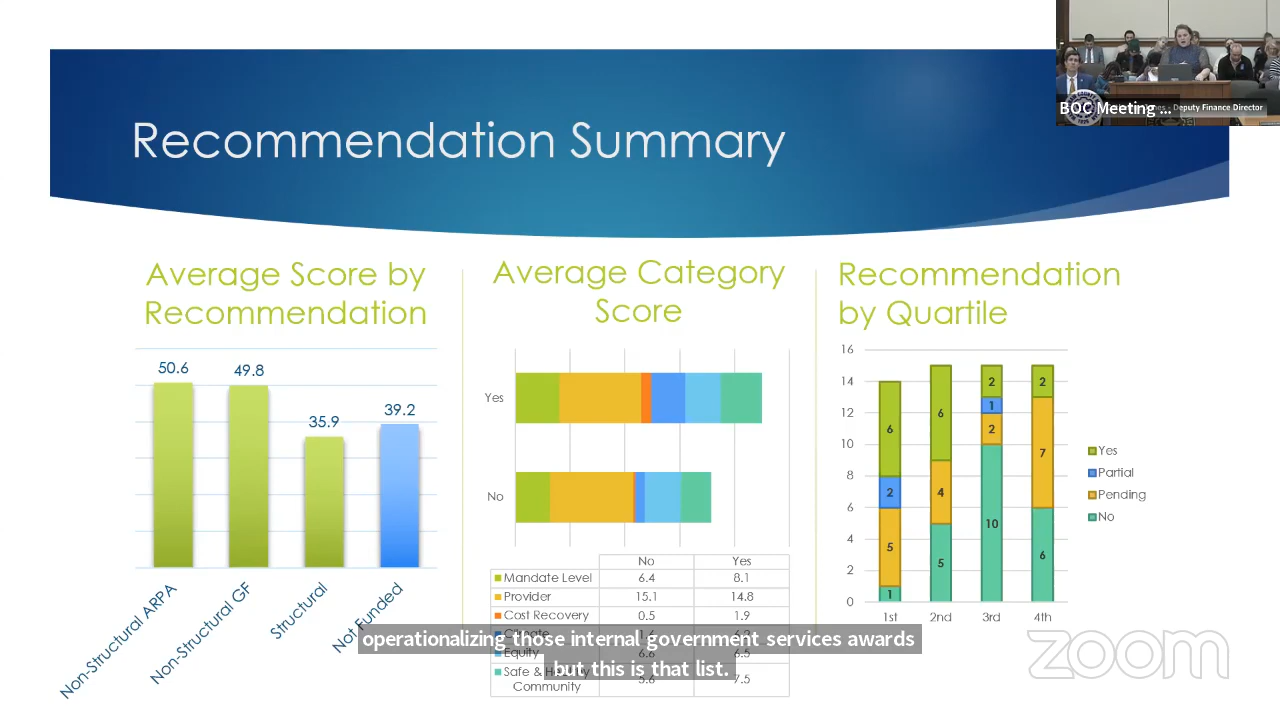 BOC Meeting ...
- Deputy Finance Director
Recommendation Summary
Average Score by
Recommendation
50.6
49.8
35.9
39.2
Non-Structural ARPA
Non-Structural GF
Structural
Not Funded
Average Category
Score
Yes
No
No Yes
Mandate Level 6.4 8.1
Provider 15.1 14.8
Cost Recovery 0.5 1.9
Equity 6.5
Safe &
Community 7.5
Recommendation
by Quartile
16
14
12
10
8
6
4
2
0
6
2
5
1
6
4
5
2
1
2
10
2
7
6
1st 2nd 3rd 4th
Yes
Partial
Pending
No
operationalizing those internal government services awards
but this is that list.
zoom